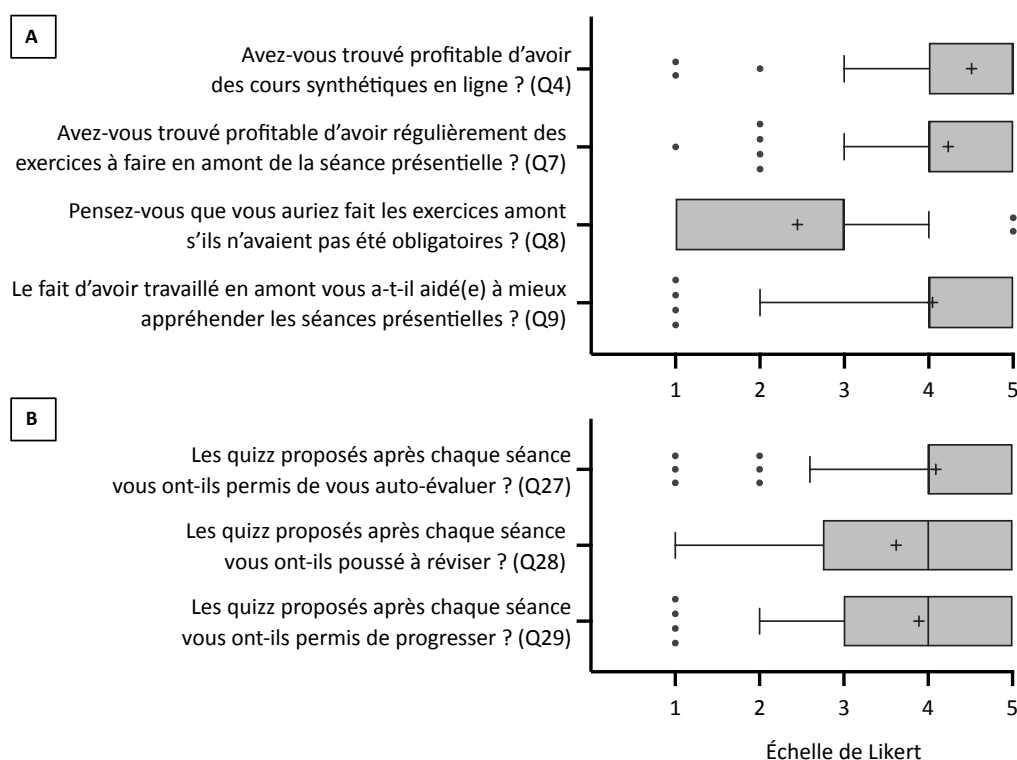 A
Avez-vous trouvé profitable d'avoir
des cours synthétiques en ligne ? (Q4)
Avez-vous trouvé profitable d'avoir régulièrement des
exercices à faire en amont de la séance présentielle ? (Q7)
Pensez-vous que vous auriez fait les exercices amont
s'ils n'avaient pas été obligatoires ? (Q8)
Le fait d'avoir travaillé en amont vous a-t-il aidé(e) à mieux
appréhender les séances présentielles ? (Q9)
1 2 3 4 5
B
Les quizz proposés après chaque séance
vous ont-ils permis de vous auto-évaluer ? (Q27)
Les quizz proposés après chaque séance
vous ont-ils poussé à réviser ? (Q28)
Les quizz proposés après chaque séance
vous ont-ils permis de progresser ? (Q29)
1 2 3 4 5
Échelle de Likert